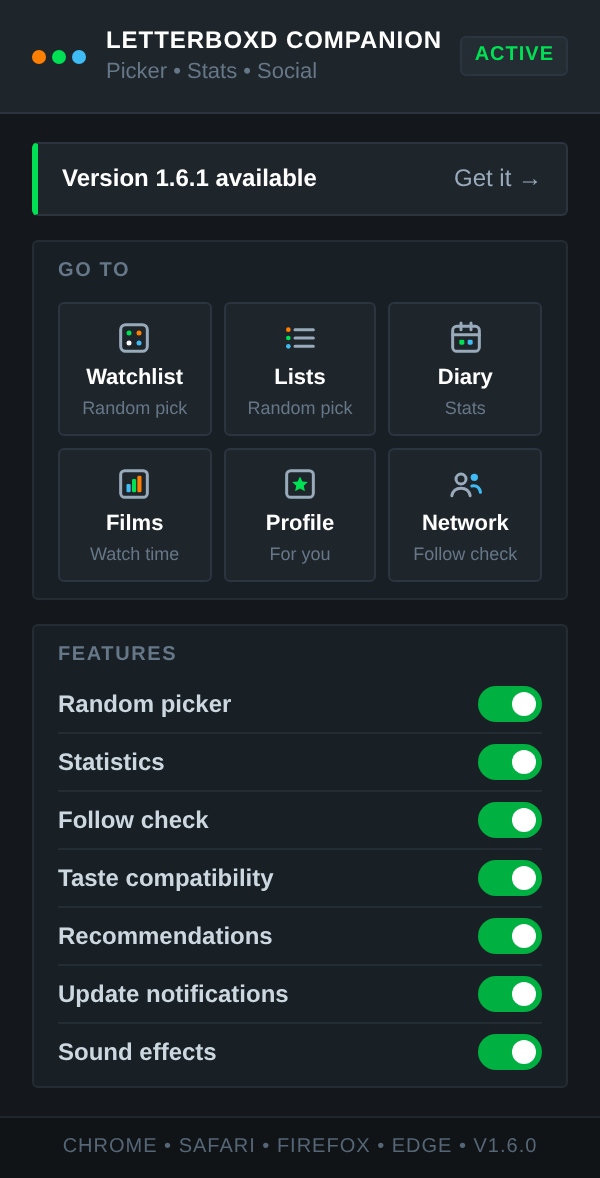 LETTERBOXD COMPANION
Picker • Stats • Social
ACTIVE
Version 1.6.1 available
Get it →
GO TO
Watchlist
Random pick
Lists
Random pick
Diary
Stats
Films
Watch time
Profile
For you
Network
Follow check
FEATURES
Random picker
Statistics
Follow check
Taste compatibility
Recommendations
Update notifications
Sound effects
CHROME • SAFARI • FIREFOX • EDGE • V1.6.0